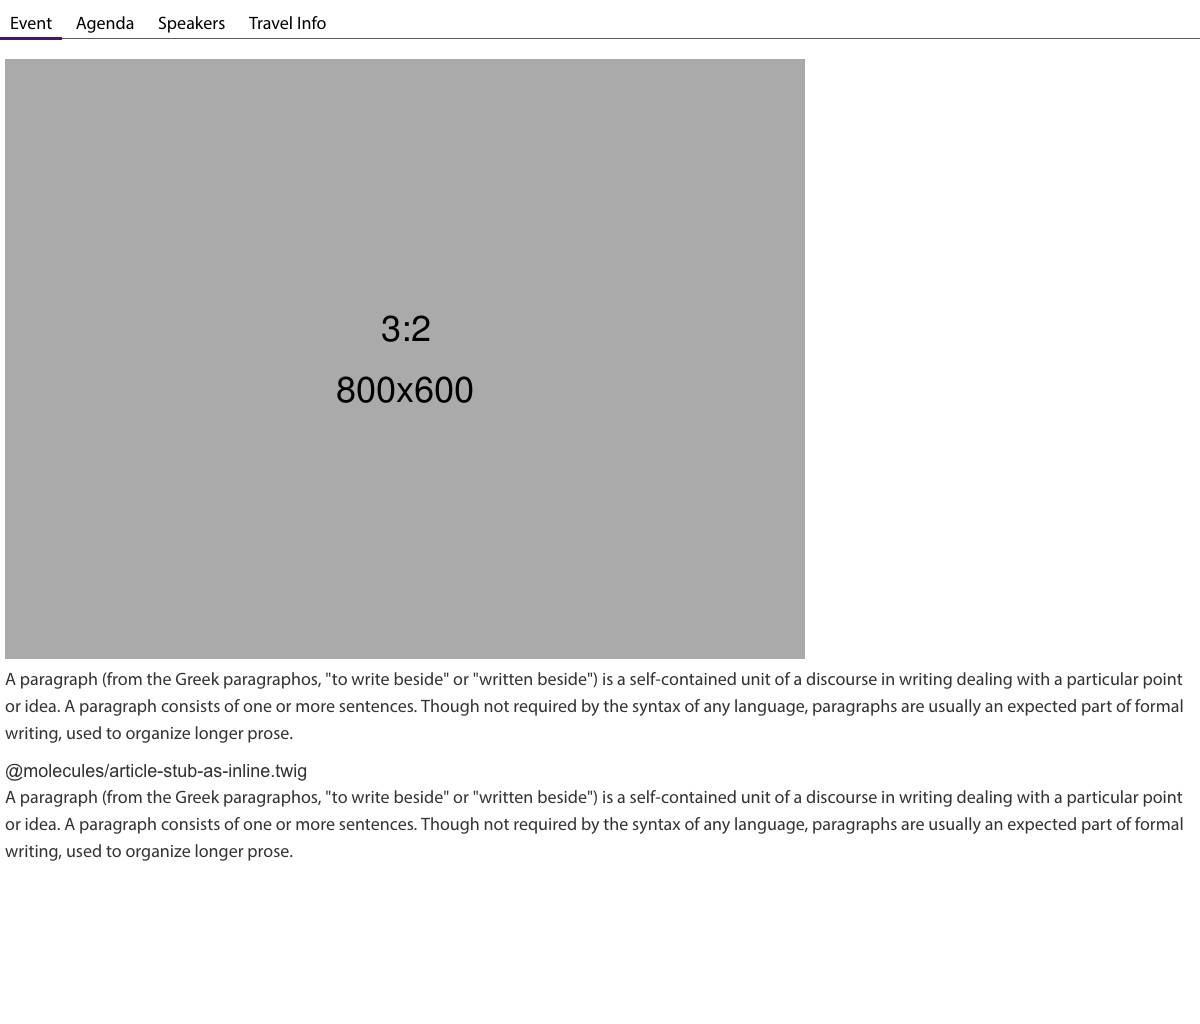 Event Agenda Speakers Travel Info
3:2
800x600
A paragraph (from the Greek paragraphos, "to write beside" or "written beside") is a self-contained unit of a discourse in writing dealing with a particular point
or idea. A paragraph consists of one or more sentences. Though not required by the syntax of any language, paragraphs are usually an expected part of formal
writing, used to organize longer prose.
@molecules/article-stub-as-inline.twig
A paragraph (from the Greek paragraphos, "to write beside" or "written beside") is a self-contained unit of a discourse in writing dealing with a particular point
or idea. A paragraph consists of one or more sentences. Though not required by the syntax of any language, paragraphs are usually an expected part of formal
writing, used to organize longer prose.